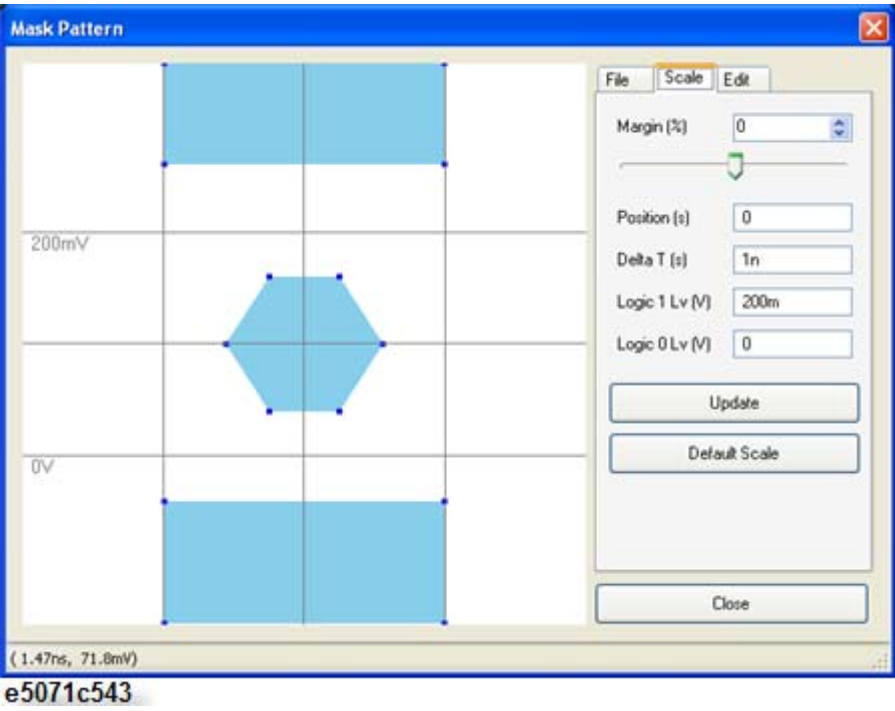 Mask Pattern
200mV
0V
File Scale Edit
Margin (%) 0
Position (s) 0
Delta T (s) 1n
Logic 1 Lv (V) 200m
Logic 0 Lv (V) 0
Update
Default Scale
Close
( 1.47ns, 71.8mV)
e5071c543